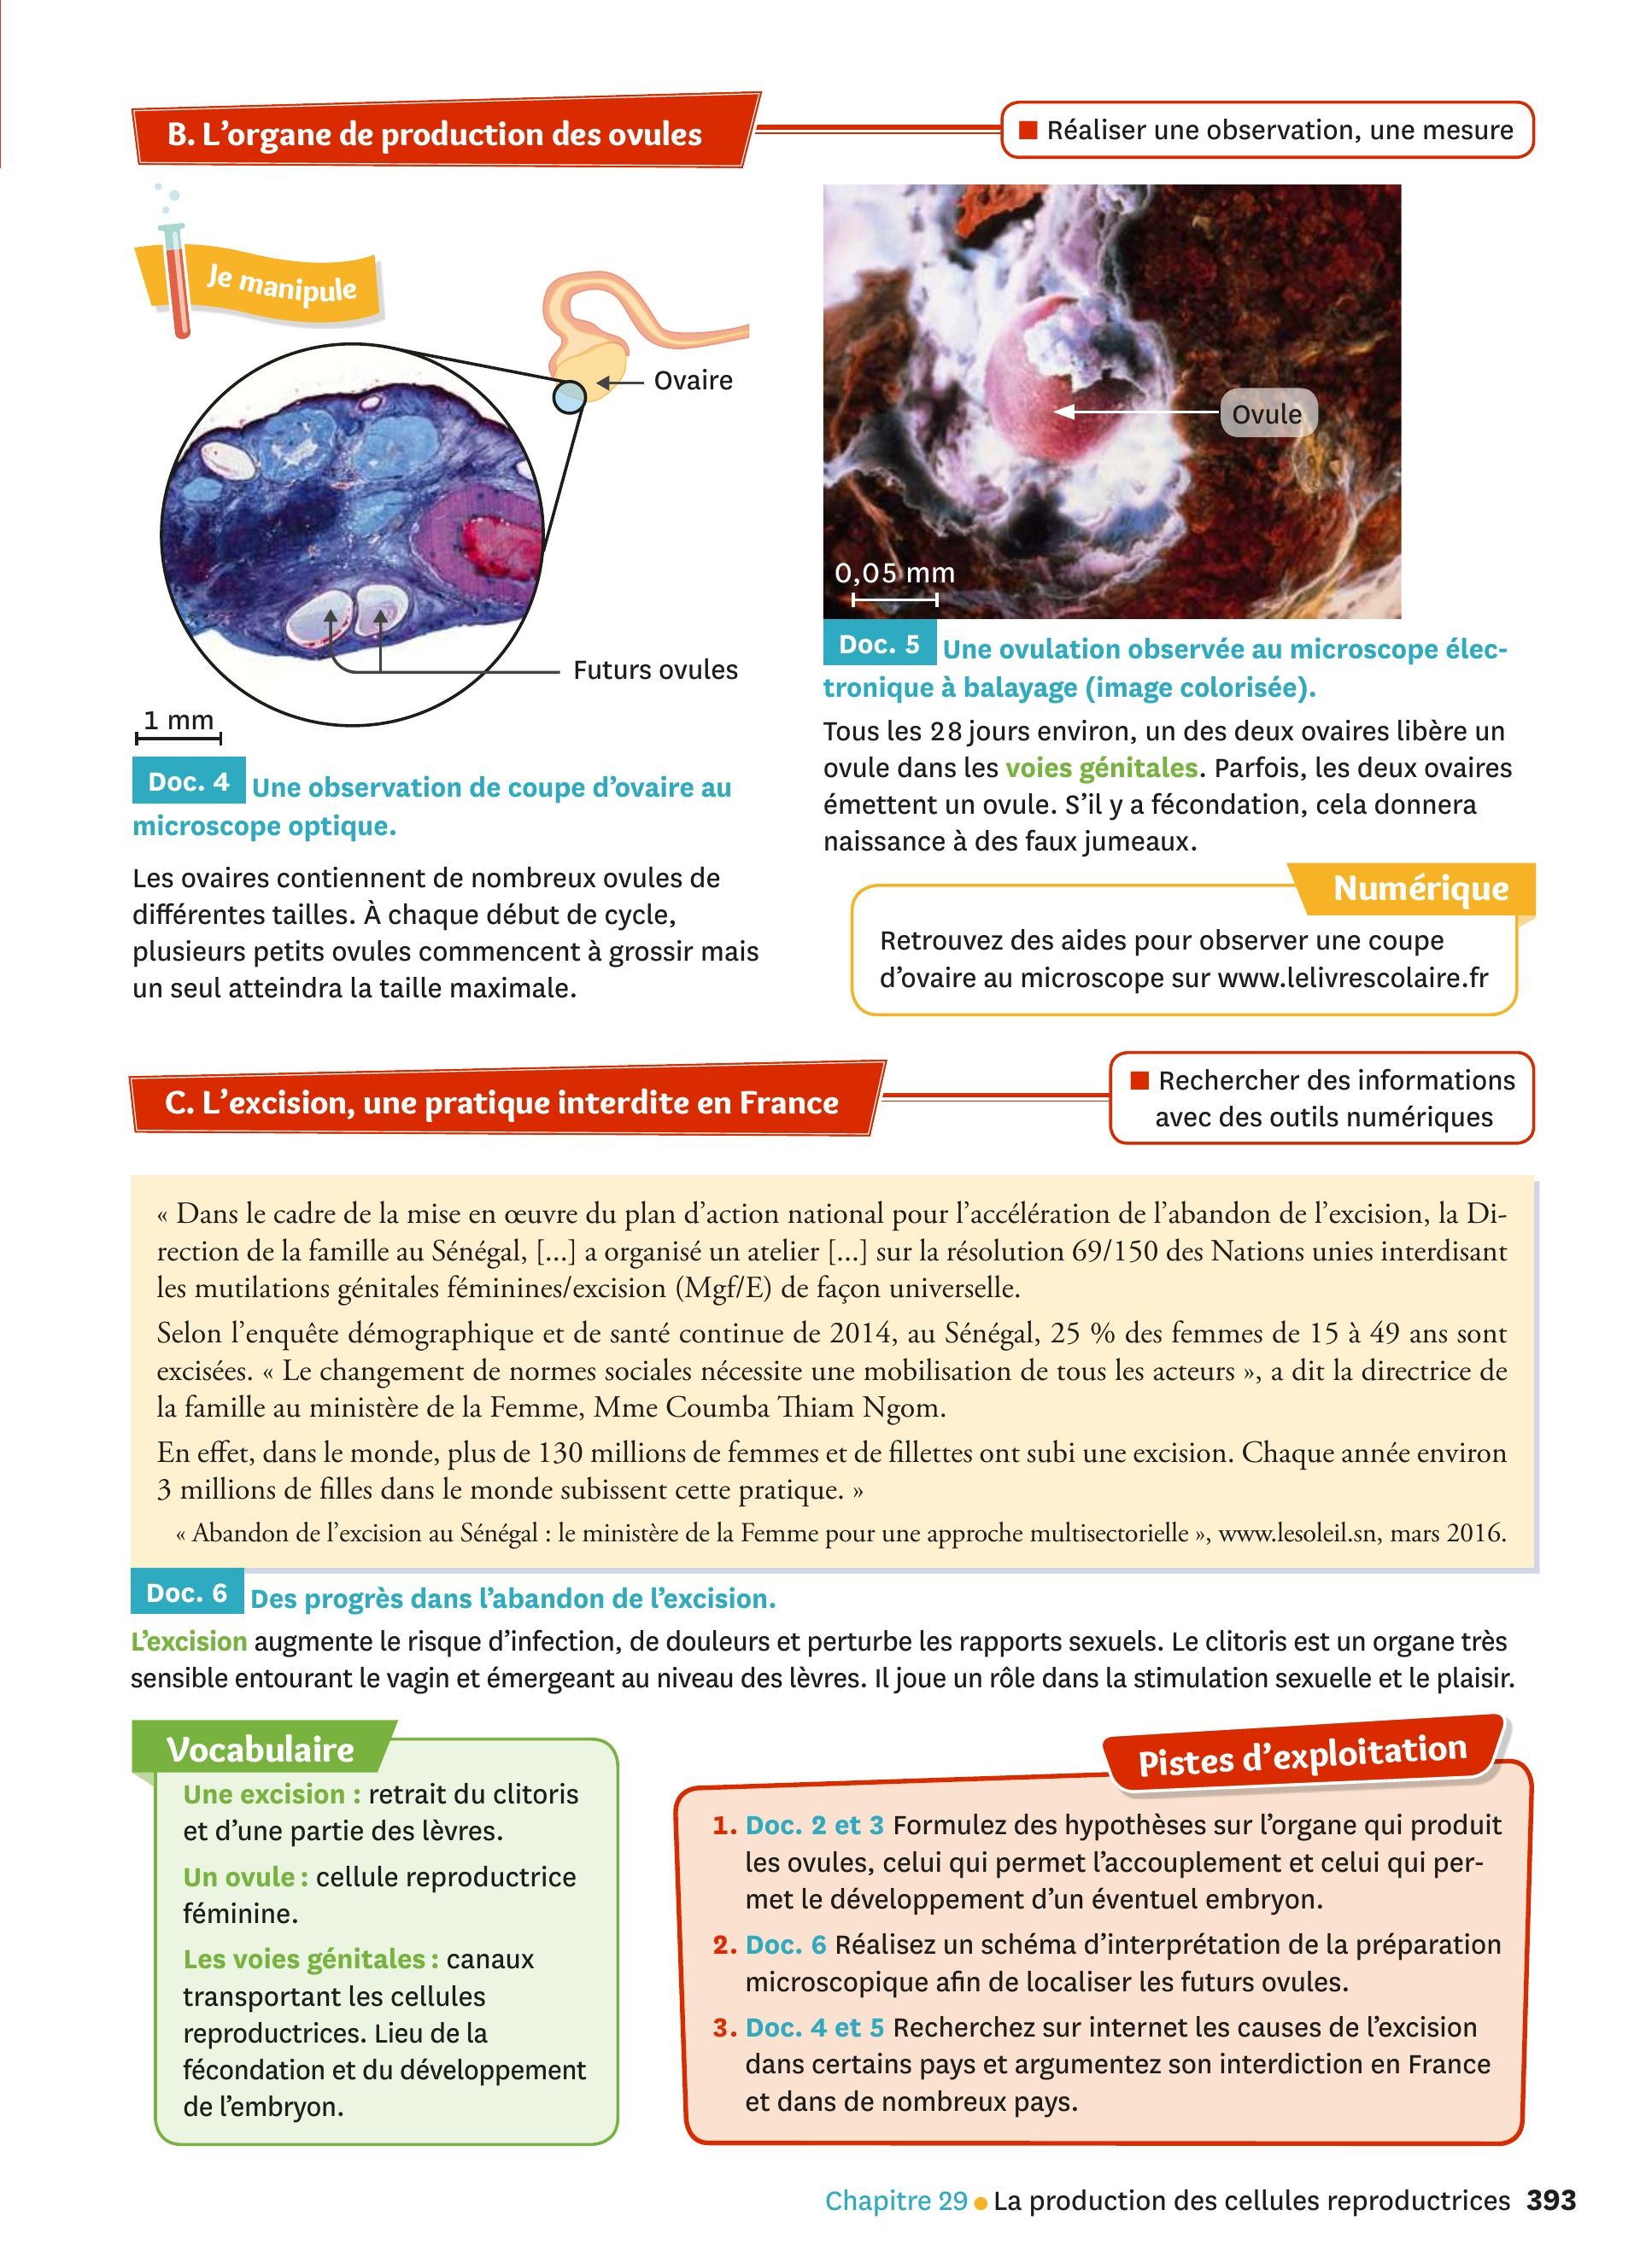 B. L'organe de production des ovules
■ Réaliser une observation, une mesure
Je manipule
Ovaire
Futurs ovules
1 mm
Doc. 4 Une observation de coupe d'ovaire au
microscope optique.
Les ovaires contiennent de nombreux ovules de
différentes tailles. À chaque début de cycle,
plusieurs petits ovules commencent à grossir mais
un seul atteindra la taille maximale.
Ovule
0,05 mm
Doc. 5 Une ovulation observée au microscope élec-
tronique à balayage (image colorisée).
Tous les 28 jours environ, un des deux ovaires libère un
ovule dans les voies génitales. Parfois, les deux ovaires
émettent un ovule. S'il y a fécondation, cela donnera
naissance à des faux jumeaux.
Numérique
Retrouvez des aides pour observer une coupe
d'ovaire au microscope sur www.lelivrescolaire.fr
C. L'excision, une pratique interdite en France
■ Rechercher des informations
avec des outils numériques
« Dans le cadre de la mise en œuvre du plan d'action national pour l'accélération de l'abandon de l'excision, la Di-
rection de la famille au Sénégal, [...] a organisé un atelier [...] sur la résolution 69/150 des Nations unies interdisant
les mutilations génitales féminines/excision (Mgf/E) de façon universelle.
Selon l'enquête démographique et de santé continue de 2014, au Sénégal, 25 % des femmes de 15 à 49 ans sont
excisées. « Le changement de normes sociales nécessite une mobilisation de tous les acteurs », a dit la directrice de
la famille au ministère de la Femme, Mme Coumba Thiam Ngom.
En effet, dans le monde, plus de 130 millions de femmes et de fillettes ont subi une excision. Chaque année environ
3 millions de filles dans le monde subissent cette pratique. »
« Abandon de l'excision au Sénégal : le ministère de la Femme pour une approche multisectorielle », www.lesoleil.sn, mars 2016.
Doc. 6 Des progrès dans l'abandon de l'excision.
L'excision augmente le risque d'infection, de douleurs et perturbe les rapports sexuels. Le clitoris est un organe très
sensible entourant le vagin et émergeant au niveau des lèvres. Il joue un rôle dans la stimulation sexuelle et le plaisir.
Vocabulaire
Une excision : retrait du clitoris
et d'une partie des lèvres.
Un ovule : cellule reproductrice
féminine.
Les voies génitales : canaux
transportant les cellules
reproductrices. Lieu de la
fécondation et du développement
de l'embryon.
Pistes d'exploitation
1. Doc. 2 et 3 Formulez des hypothèses sur l'organe qui produit
les ovules, celui qui permet l'accouplement et celui qui per-
met le développement d'un éventuel embryon.
2. Doc. 6 Réalisez un schéma d'interprétation de la préparation
microscopique afin de localiser les futurs ovules.
3. Doc. 4 et 5 Recherchez sur internet les causes de l'excision
dans certains pays et argumentez son interdiction en France
et dans de nombreux pays.
Chapitre 29 ● La production des cellules reproductrices 393